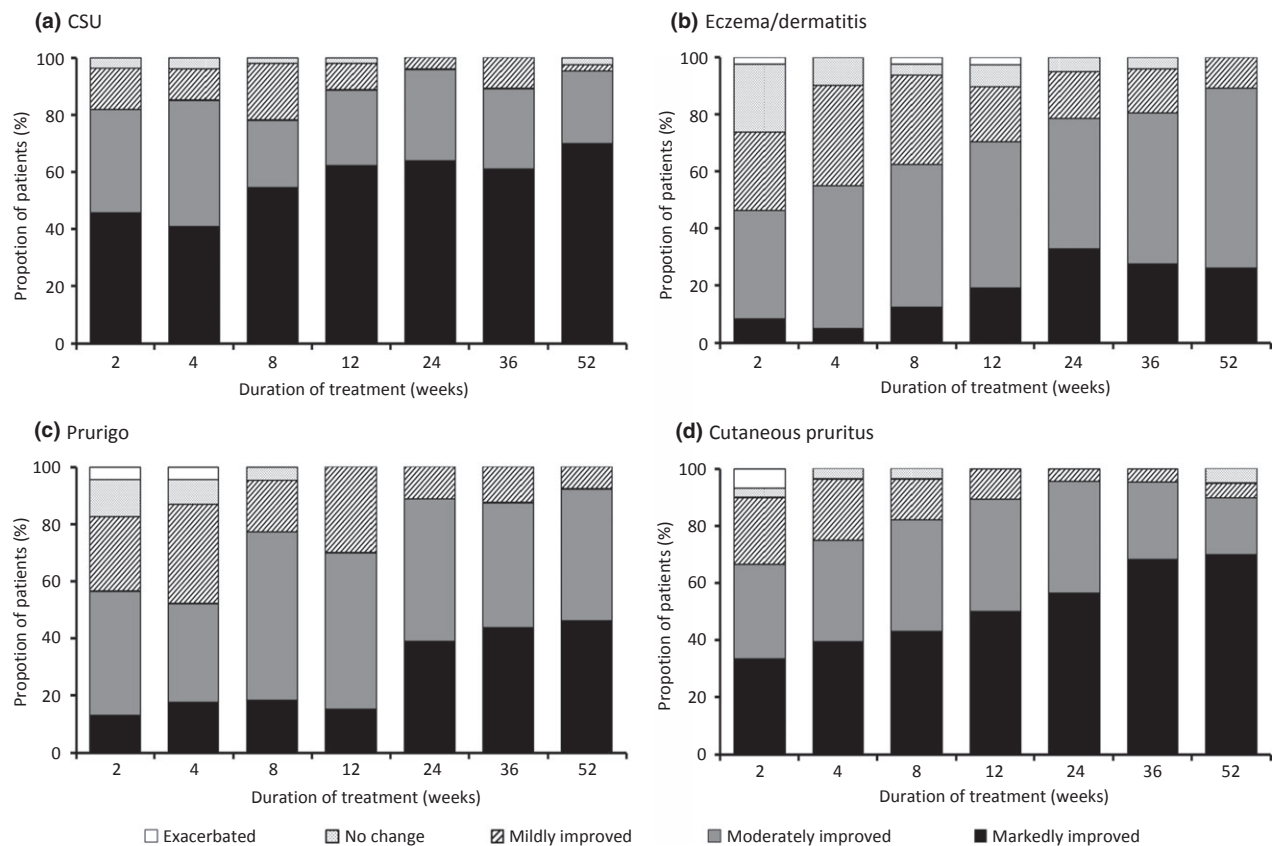 (a) CSU
Propotion of patients (%)
100
80
60
40
20
0
2 4 8 12 24 36 52
Duration of treatment (weeks)
(b) Eczema/dermatitis
Propotion of patients (%)
100
80
60
40
20
0
2 4 8 12 24 36 52
Duration of treatment (weeks)
(c) Prurigo
Propotion of patients (%)
100
80
60
40
20
0
2 4 8 12 24 36 52
Duration of treatment (weeks)
(d) Cutaneous pruritus
Propotion of patients (%)
100
80
60
40
20
0
2 4 8 12 24 36 52
Duration of treatment (weeks)
Exacerbated No change Mildly improved Moderately improved Markedly improved